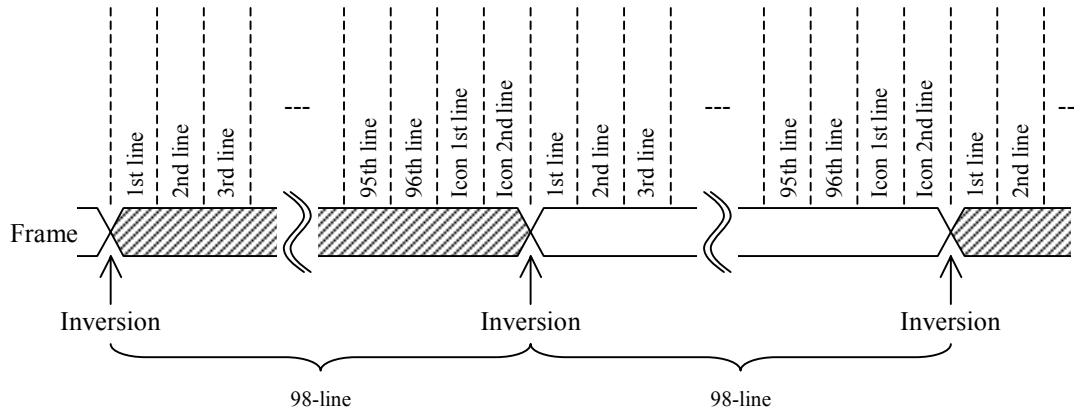 1st line
2nd line
3rd line
---
95th line
96th line
Icon 1st line
Icon 2nd line
1st line
2nd line
3rd line
---
95th line
96th line
Icon 1st line
Icon 2nd line
1st line
2nd line
---
Frame
Inversion
Inversion
Inversion
98-line
98-line